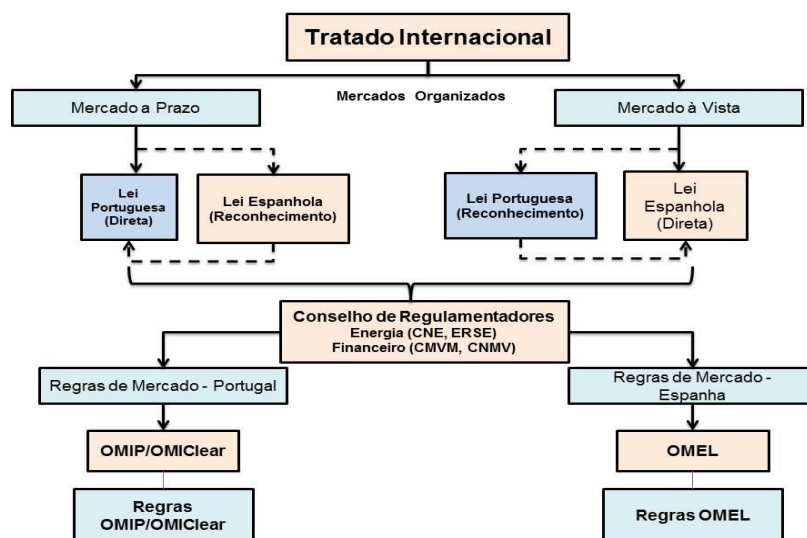 Tratado Internacional
Mercados Organizados
Mercado a Prazo
Mercado à Vista
Lei
Portuguesa
(Direta)
Lei Espanhola
(Reconhecimento)
Lei Portuguesa
(Reconhecimento)
Lei
Espanhola
(Direta)
Conselho de Regulamentadores
Energia (CNE, ERSE)
Financeiro (CMVM, CNMV)
Regras de Mercado - Portugal
Regras de Mercado -
Espanha
OMIP/OMIClear
OMEL
Regras
OMIP/OMIClear
Regras OMEL